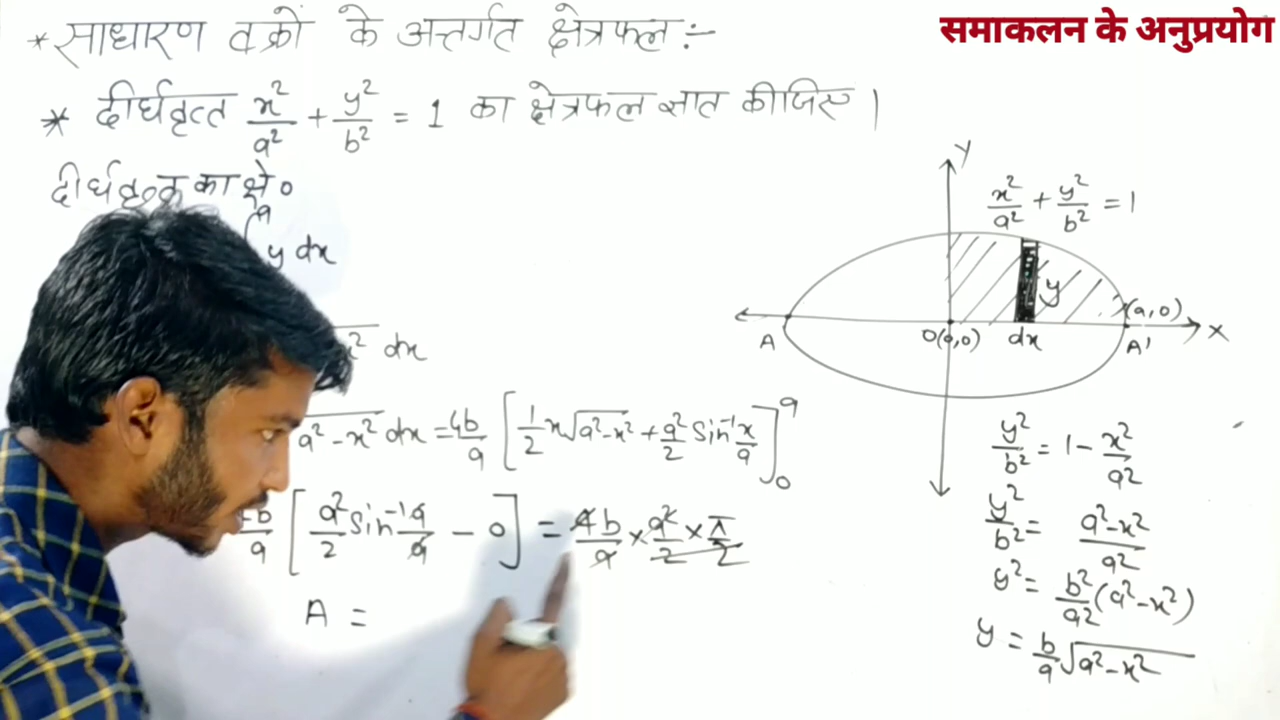 समाकलन के अनुप्रयोग
* साधारण वक्रों के अन्तर्गत क्षेत्रफल :-
* दीर्घवृत्त x²/a² + y²/b² = 1 का क्षेत्रफल ज्ञात कीजिए।
का क्षे०
a
y dx
x² dx
a² - x² dx = 4b/a [1/2 x√a²-x² + a²/2 Sin⁻¹ x/a]₀ᵃ
b/a [a²/2 Sin⁻¹ a/a - 0] = 4b/a × a²/2 × π/2
A =
Y
x²/a² + y²/b² = 1
y
(a,0)
A
O(0,0)
dx
A'
X
y²/b² = 1 - x²/a²
y²/b² = a²-x²/a²
y² = b²/a² (a²-x²)
y = b/a √a²-x²